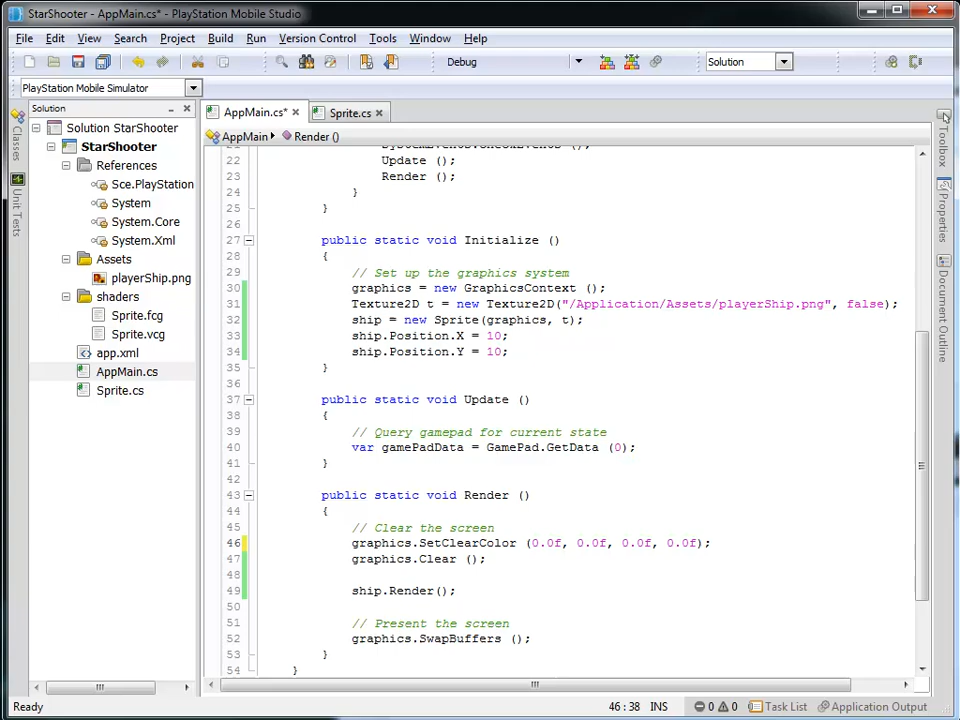 StarShooter - AppMain.cs* - PlayStation Mobile Studio
File Edit View Search Project Build Run Version Control Tools Window Help
Debug Solution
PlayStation Mobile Simulator
Solution
AppMain.cs* Sprite.cs
AppMain Render ()
Classes
Unit Tests
Solution StarShooter
StarShooter
References
Sce.PlayStation
System
System.Core
System.Xml
Assets
playerShip.png
shaders
Sprite.fcg
Sprite.vcg
app.xml
AppMain.cs
Sprite.cs
22 Update ();
23 Render ();
24 }
25 }
26
27 public static void Initialize ()
28 {
29 // Set up the graphics system
30 graphics = new GraphicsContext ();
31 Texture2D t = new Texture2D("/Application/Assets/playerShip.png", false);
32 ship = new Sprite(graphics, t);
33 ship.Position.X = 10;
34 ship.Position.Y = 10;
35 }
36
37 public static void Update ()
38 {
39 // Query gamepad for current state
40 var gamePadData = GamePad.GetData (0);
41 }
42
43 public static void Render ()
44 {
45 // Clear the screen
46 graphics.SetClearColor (0.0f, 0.0f, 0.0f, 0.0f);
47 graphics.Clear ();
48
49 ship.Render();
50
51 // Present the screen
52 graphics.SwapBuffers ();
53 }
54 }
Toolbox
Properties
Document Outline
Ready 46 : 38 INS 0 0 Task List Application Output